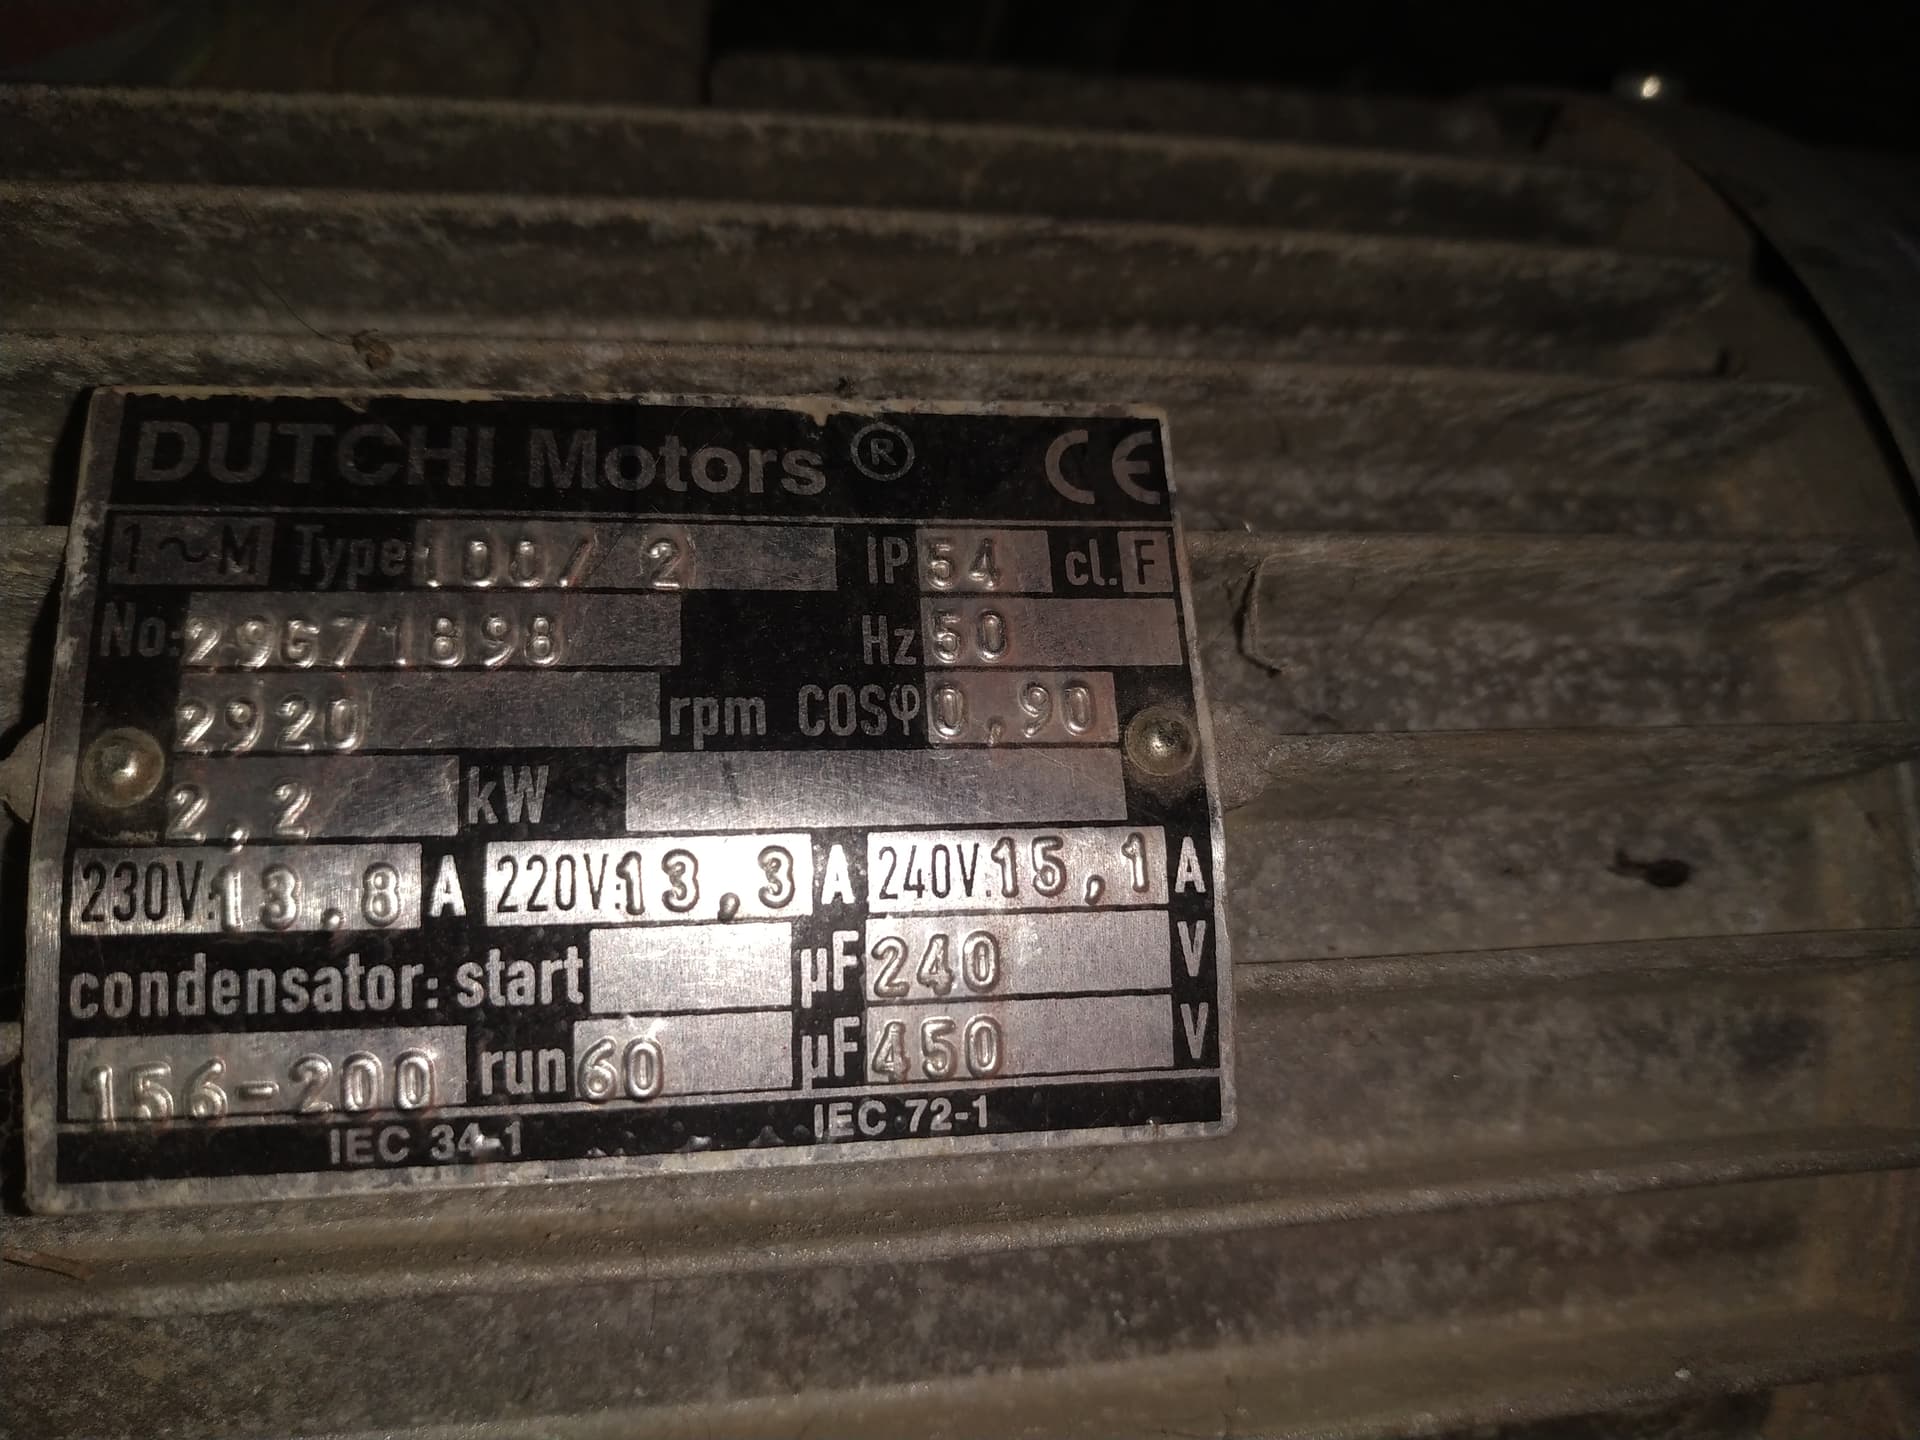 DUTCHI Motors ® CE
1~M Type 100/ 2 IP 54 cl. F
No: 29671898 Hz 50
2920 rpm COSφ 0,90
2,2 kW
230V: 13.8 A 220V: 13,3 A 240V: 15,1 A
condensator: start µF 240 V
156-200 run 60 µF 450 V
IEC 34-1 IEC 72-1